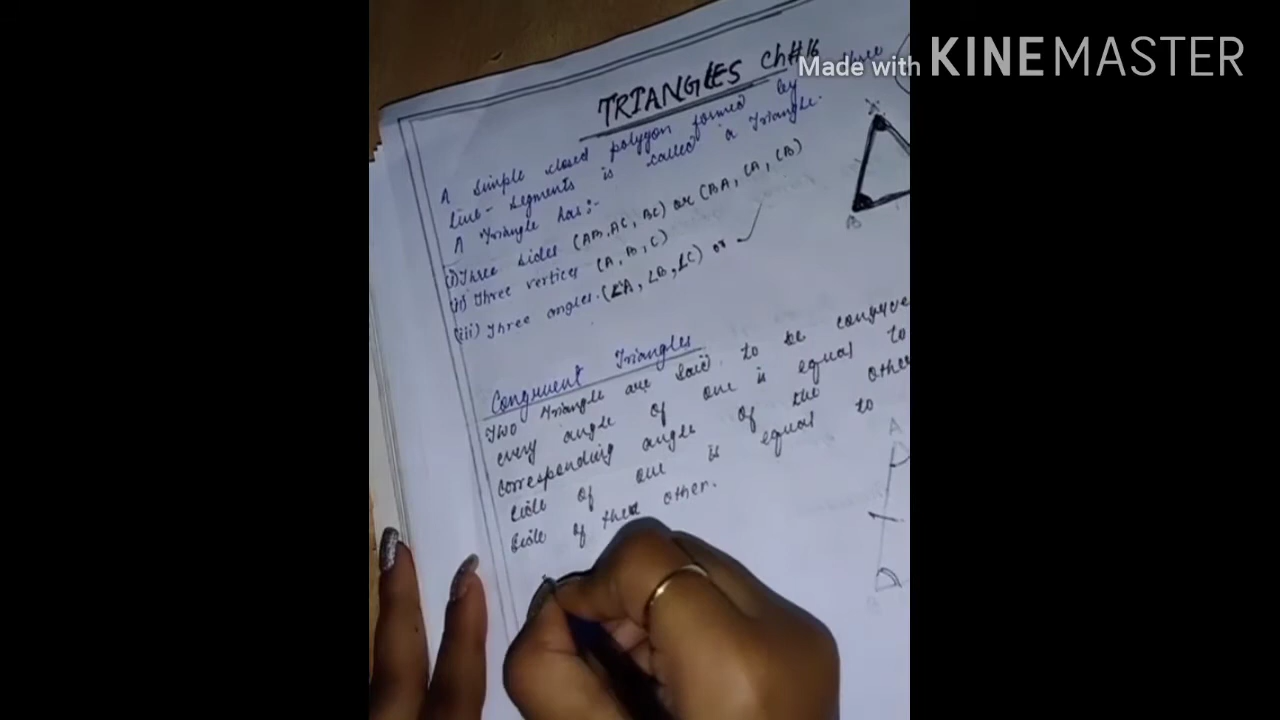 Made with KINEMASTER
TRIANGLES Ch#16
A simple closed polygon formed by three
line-segments is called a Triangle.
A Triangle has:-
(i) Three sides (AB, AC, BC) or (BA, CA, CB)
(ii) Three vertices (A, B, C)
(iii) Three angles. (∠A, ∠B, ∠C) or
A
B
Congruent Triangles
Two Triangle are said to be congrue
every angle of one is equal to
corresponding angle of the other
side of one is equal to
side of the other.
A
B